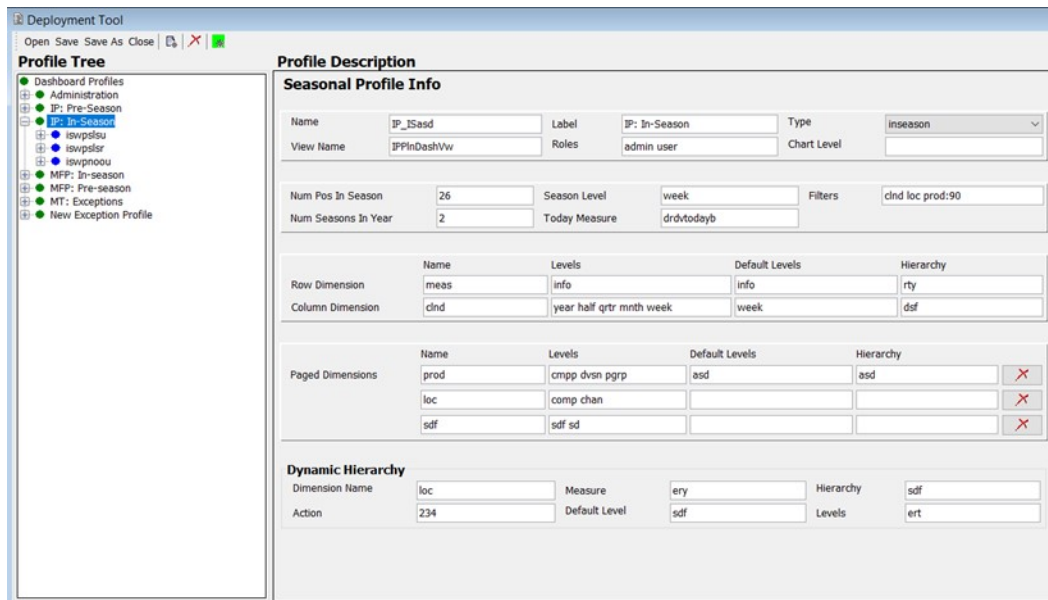 Deployment Tool
Open Save Save As Close
Profile Tree
Dashboard Profiles
Administration
IP: Pre-Season
IP: In-Season
iswpslsu
iswpslsr
iswpnoou
MFP: In-season
MFP: Pre-season
MT: Exceptions
New Exception Profile
Profile Description
Seasonal Profile Info
Name IP_ISasd Label IP: In-Season Type inseason
View Name IPPlnDashVw Roles admin user Chart Level
Num Pos In Season 26 Season Level week Filters clnd loc prod:90
Num Seasons In Year 2 Today Measure drdvtodayb
Name Levels Default Levels Hierarchy
Row Dimension meas info info rty
Column Dimension clnd year half qrtr mnth week week dsf
Name Levels Default Levels Hierarchy
Paged Dimensions prod cmpp dvsn pgrp asd asd
loc comp chan
sdf sdf sd
Dynamic Hierarchy
Dimension Name loc Measure ery Hierarchy sdf
Action 234 Default Level sdf Levels ert